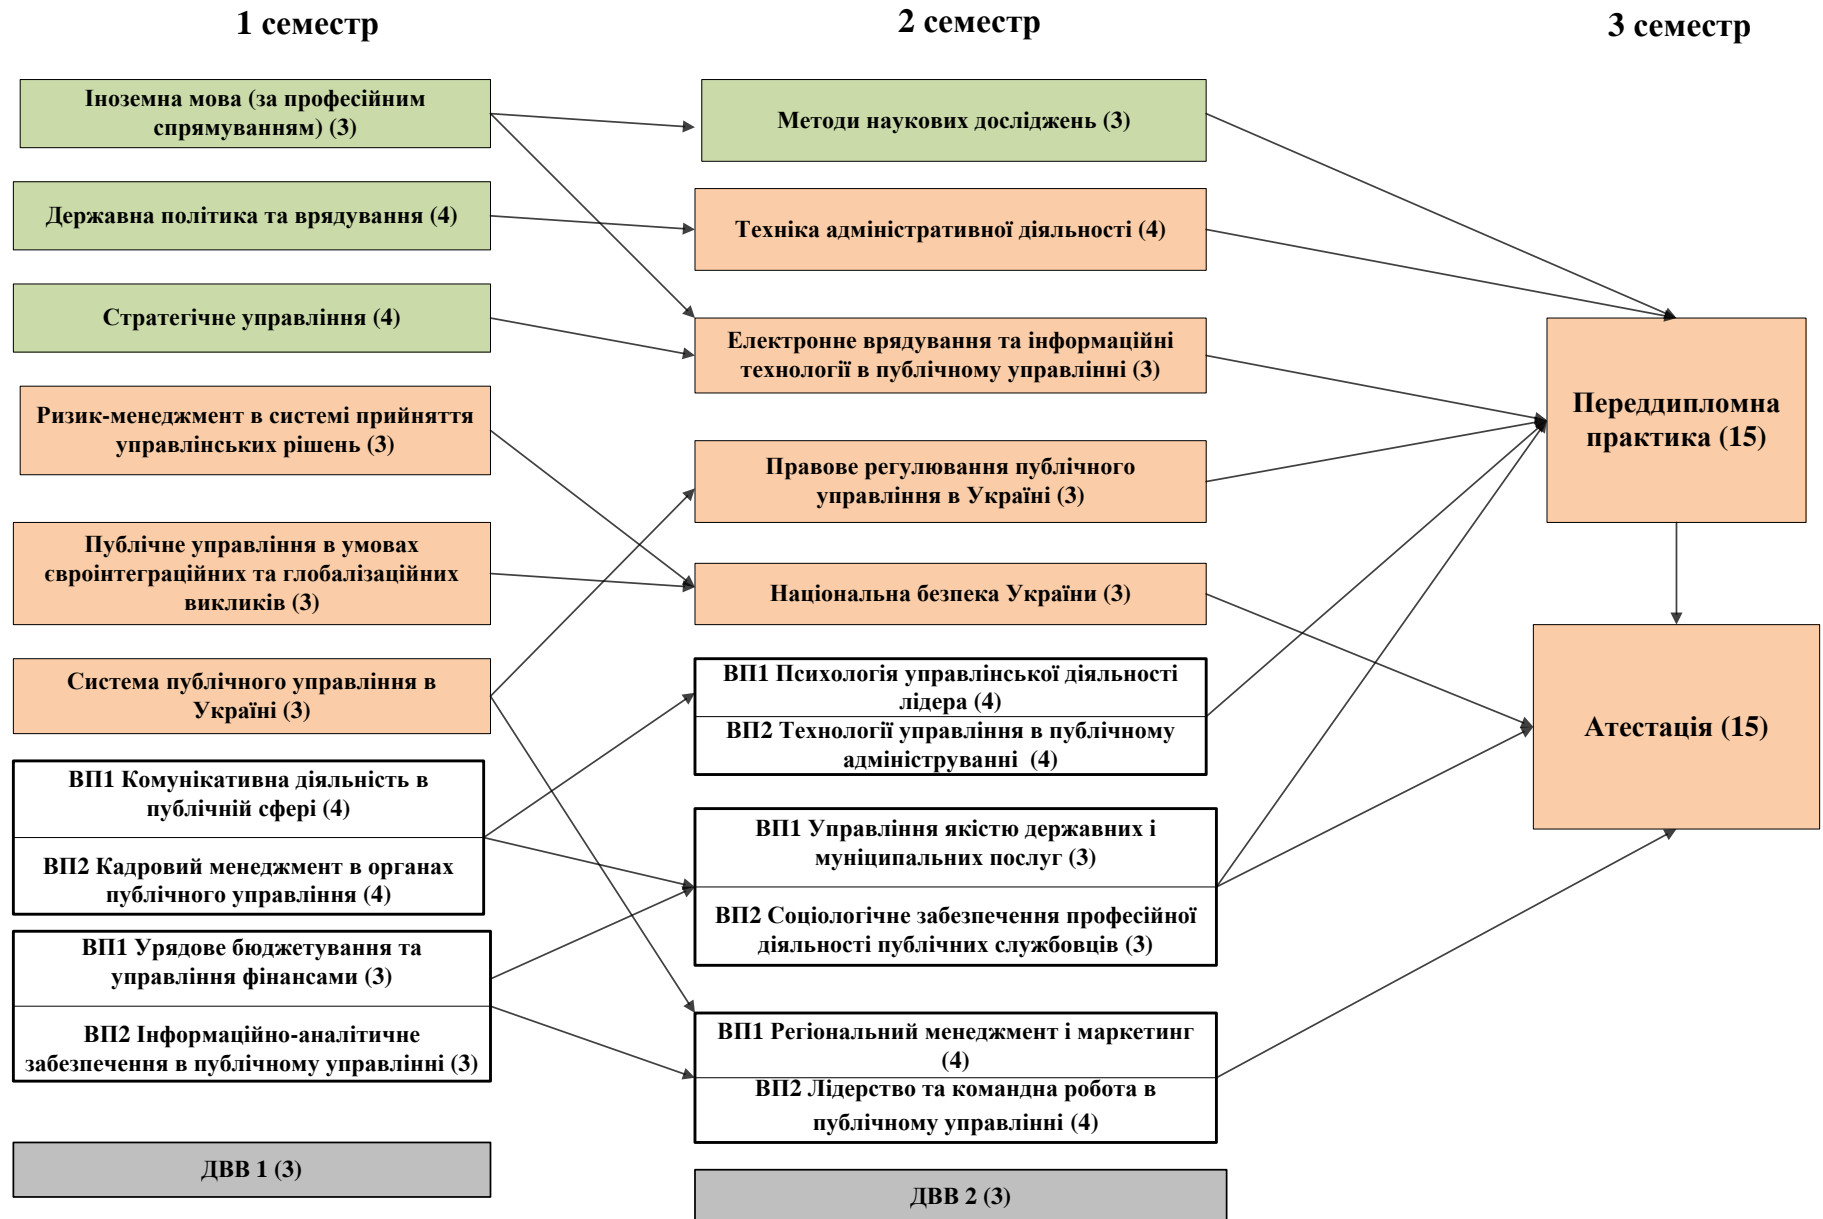 1 семестр
2 семестр
3 семестр
Іноземна мова (за професійним
спрямуванням) (3)
Державна політика та врядування (4)
Стратегічне управління (4)
Ризик-менеджмент в системі прийняття
управлінських рішень (3)
Публічне управління в умовах
євроінтеграційних та глобалізаційних
викликів (3)
Система публічного управління в
Україні (3)
ВП1 Комунікативна діяльність в
публічній сфері (4)
ВП2 Кадровий менеджмент в органах
публічного управління (4)
ВП1 Урядове бюджетування та
управління фінансами (3)
ВП2 Інформаційно-аналітичне
забезпечення в публічному управлінні (3)
ДВВ 1 (3)
Методи наукових досліджень (3)
Техніка адміністративної діяльності (4)
Електронне врядування та інформаційні
технології в публічному управлінні (3)
Правове регулювання публічного
управління в Україні (3)
Національна безпека України (3)
ВП1 Психологія управлінської діяльності
лідера (4)
ВП2 Технології управління в публічному
адмініструванні (4)
ВП1 Управління якістю державних і
муніципальних послуг (3)
ВП2 Соціологічне забезпечення професійної
діяльності публічних службовців (3)
ВП1 Регіональний менеджмент і маркетинг
(4)
ВП2 Лідерство та командна робота в
публічному управлінні (4)
ДВВ 2 (3)
Переддипломна
практика (15)
Атестація (15)